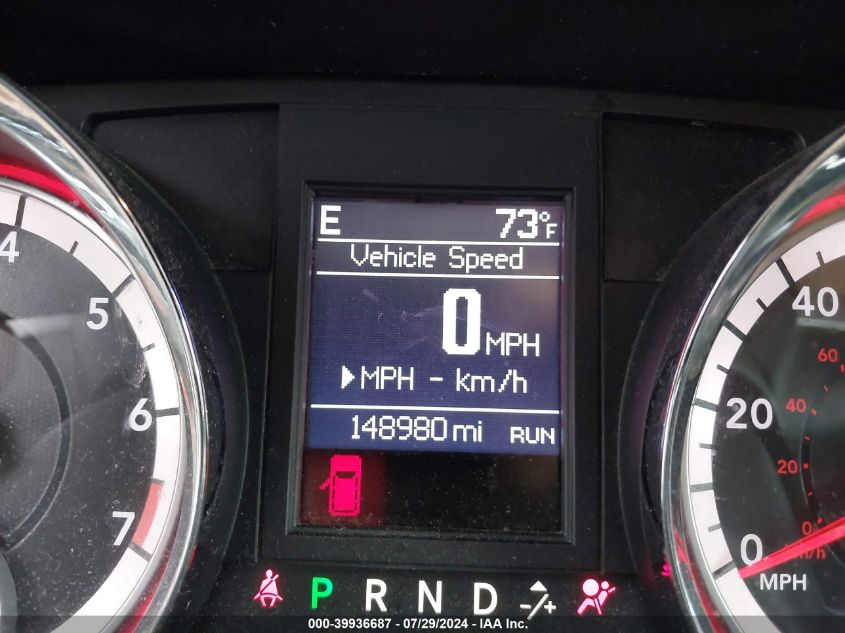 E 73°F
Vehicle Speed
0 MPH
▶MPH - km/h
148980 mi RUN
4
5
6
7
40
20
0
MPH
60
40
20
0
km/h
P R N D -/+
000-39936687 - 07/29/2024 - IAA Inc.